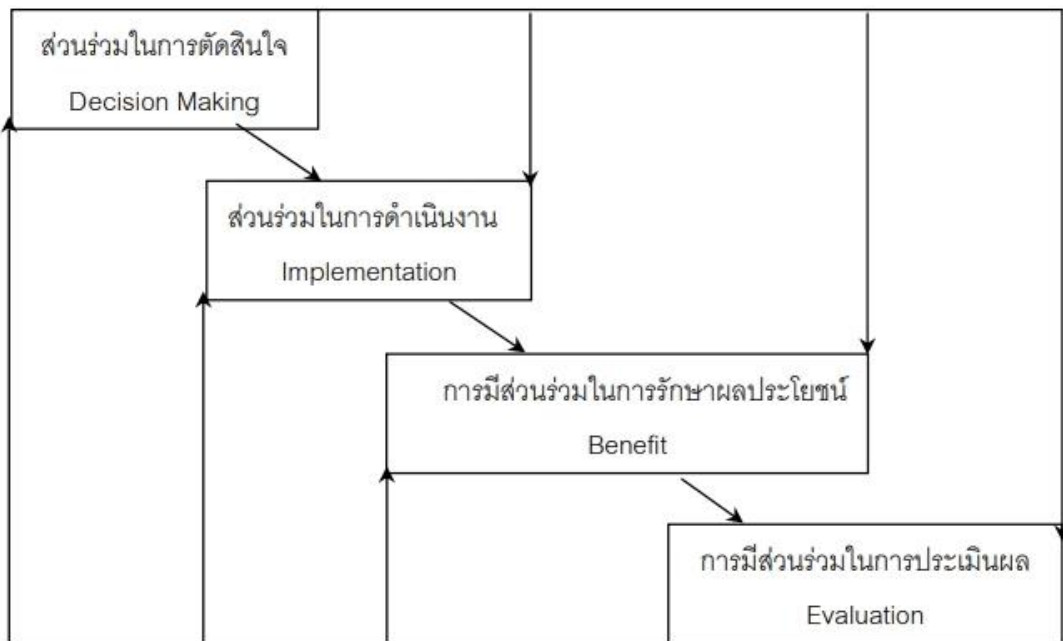 ส่วนร่วมในการตัดสินใจ
Decision Making
ส่วนร่วมในการดำเนินงาน
Implementation
การมีส่วนร่วมในการรักษาผลประโยชน์
Benefit
การมีส่วนร่วมในการประเมินผล
Evaluation